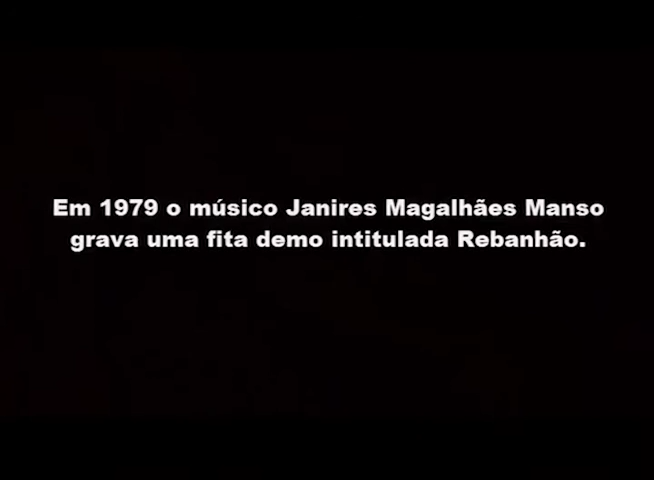 Em 1979 o músico Janires Magalhães Manso
grava uma fita demo intitulada Rebanhão.